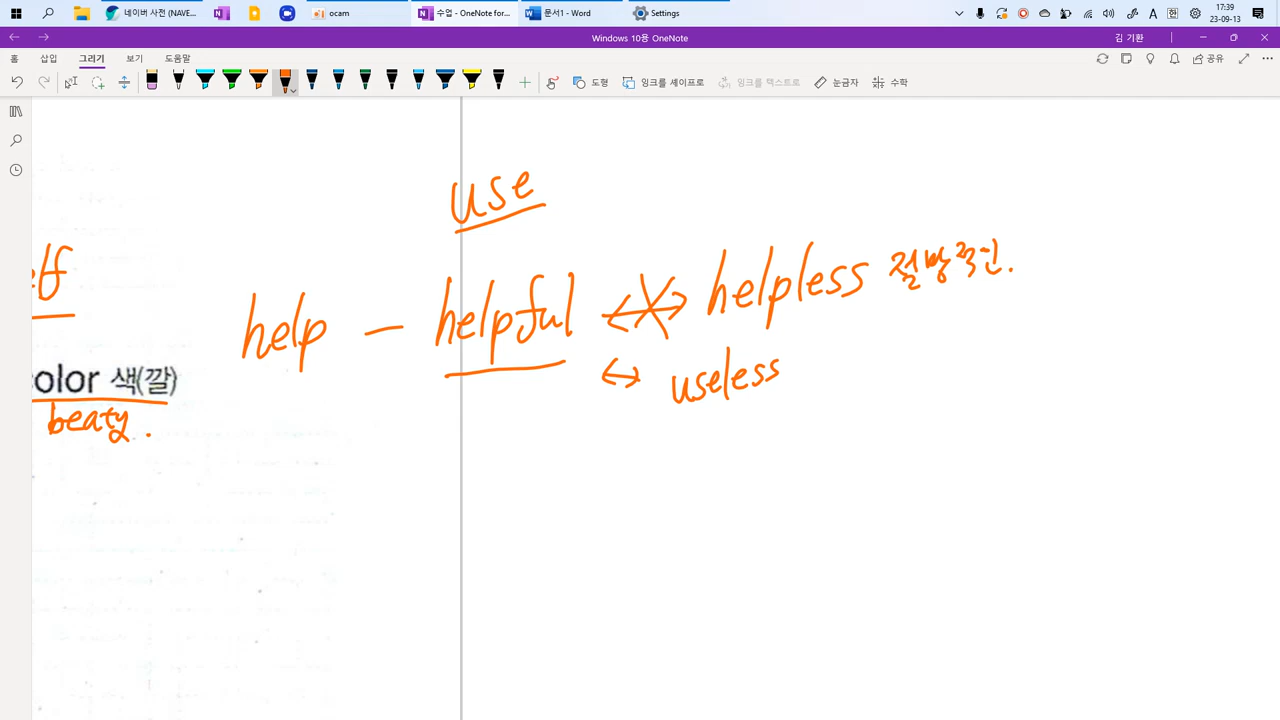 네이버 사전 (NAVE...
ocam
수업 - OneNote for...
문서1 - Word
Settings
17:39
23-09-13
Windows 10용 OneNote
김 기환
홈 삽입 그리기 보기 도움말
도형
잉크를 셰이프로
잉크를 텍스트로
눈금자
수학
공유
use
elf
help – helpful ↔ helpless 절망적인.
↔ useless
color 색(깔)
beaty.